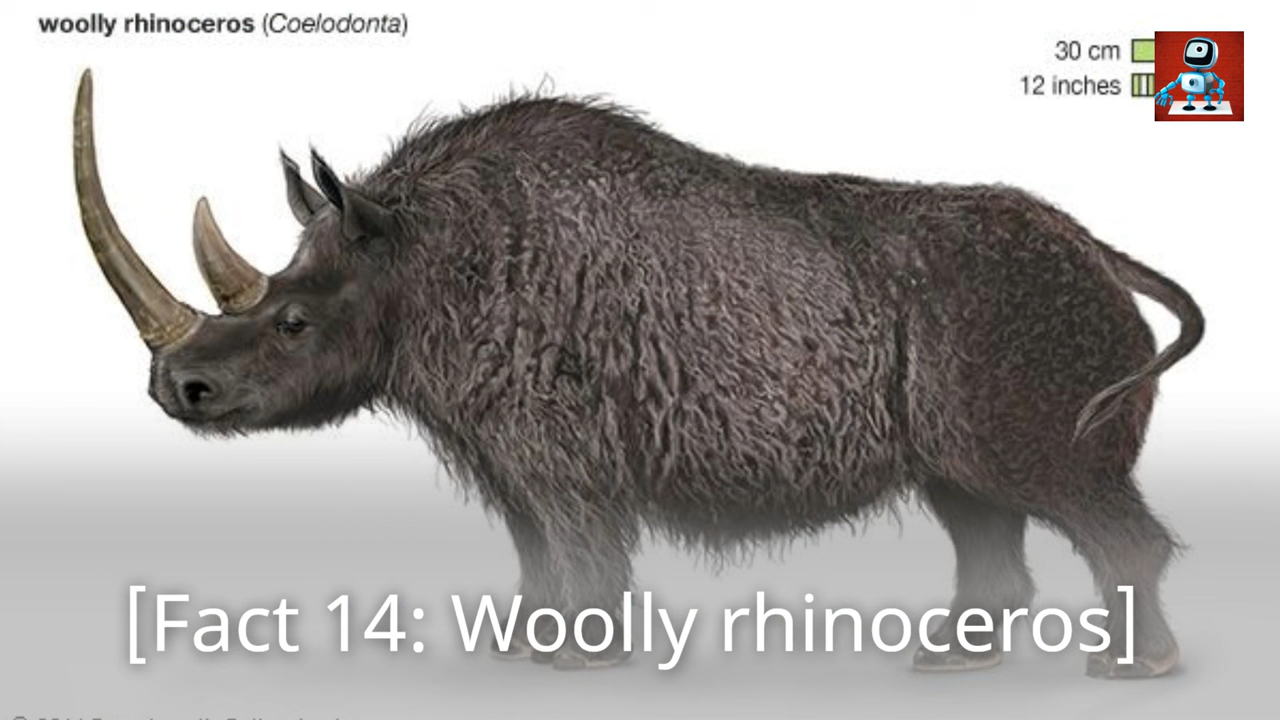 woolly rhinoceros (Coelodonta)
30 cm
12 inches
[Fact 14: Woolly rhinoceros]